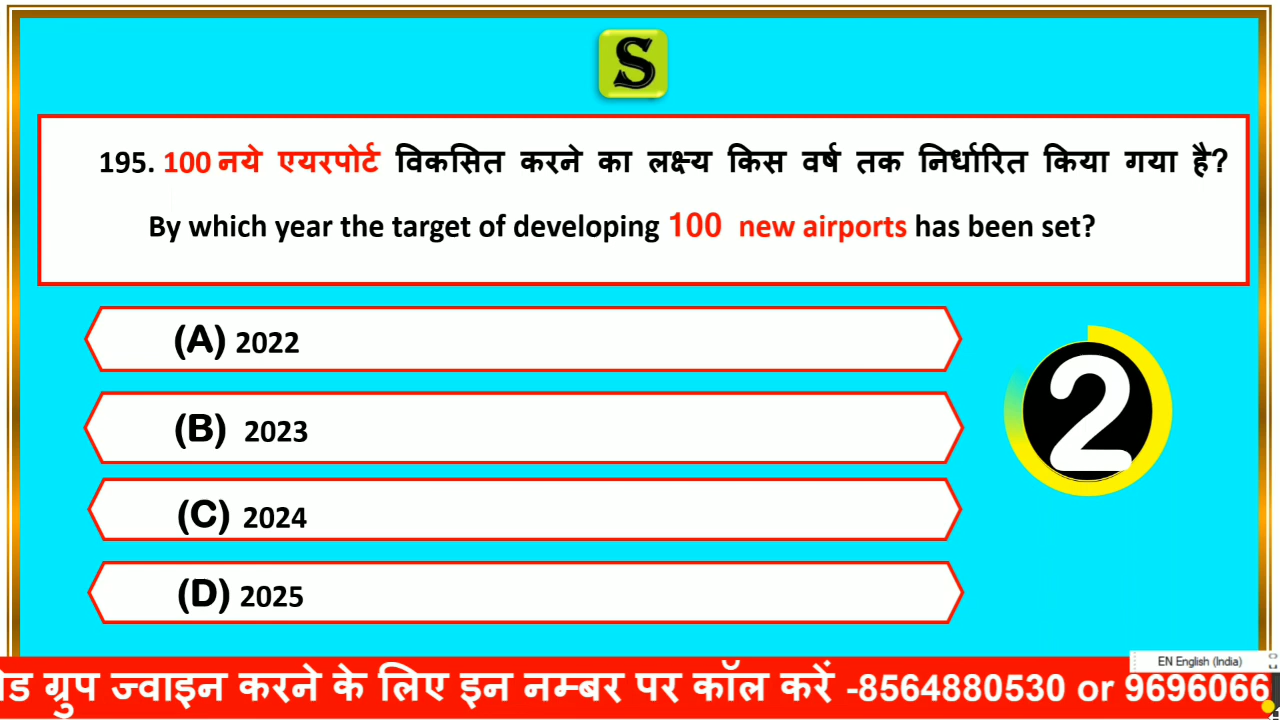 S
195. 100 नये एयरपोर्ट विकसित करने का लक्ष्य किस वर्ष तक निर्धारित किया गया है?
By which year the target of developing 100 new airports has been set?
(A) 2022
(B) 2023
2
(C) 2024
(D) 2025
EN English (India)
ग्रुप ज्वाइन करने के लिए इन नम्बर पर कॉल करें -8564880530 or 9696066